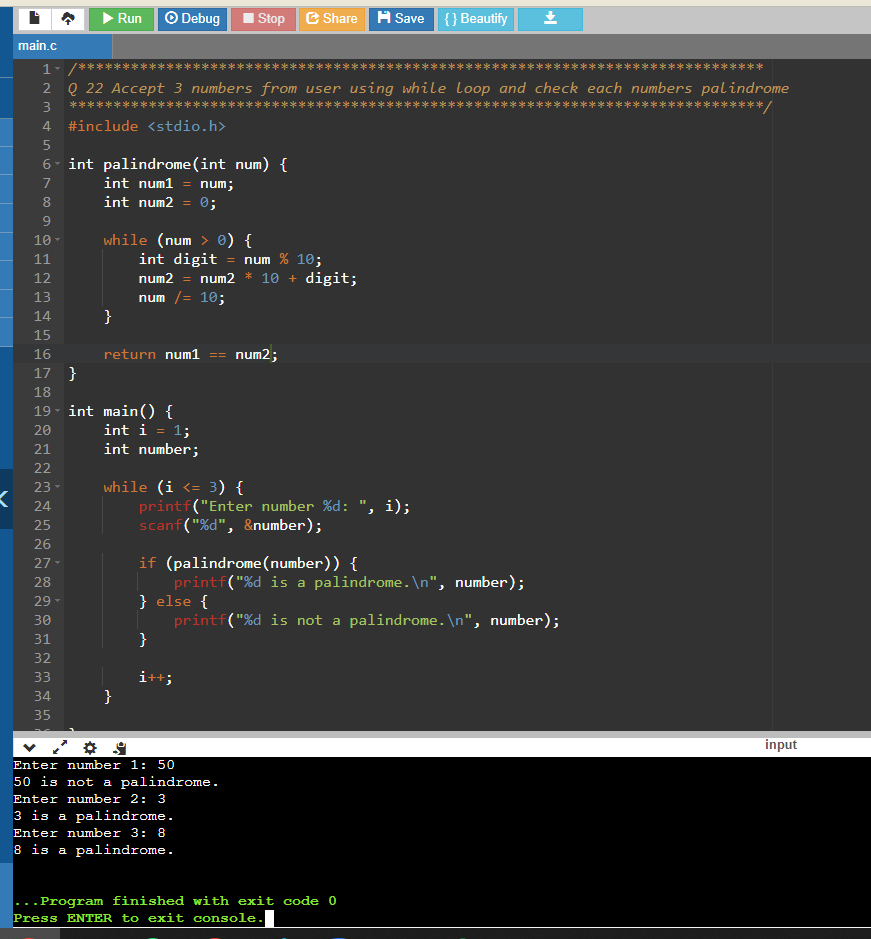 Run Debug Stop Share Save { } Beautify
main.c
1 /******************************************************************************
2 Q 22 Accept 3 numbers from user using while loop and check each numbers palindrome
3 *******************************************************************************/
4 #include <stdio.h>
5
6 int palindrome(int num) {
7 int num1 = num;
8 int num2 = 0;
9
10 while (num > 0) {
11 int digit = num % 10;
12 num2 = num2 * 10 + digit;
13 num /= 10;
14 }
15
16 return num1 == num2;
17 }
18
19 int main() {
20 int i = 1;
21 int number;
22
23 while (i <= 3) {
24 printf("Enter number %d: ", i);
25 scanf("%d", &number);
26
27 if (palindrome(number)) {
28 printf("%d is a palindrome.\n", number);
29 } else {
30 printf("%d is not a palindrome.\n", number);
31 }
32
33 i++;
34 }
35
input
Enter number 1: 50
50 is not a palindrome.
Enter number 2: 3
3 is a palindrome.
Enter number 3: 8
8 is a palindrome.
...Program finished with exit code 0
Press ENTER to exit console.